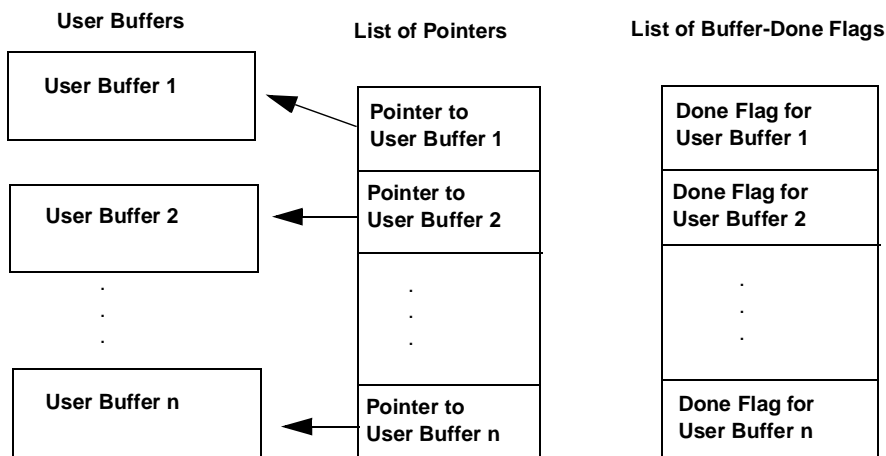 User Buffers
List of Pointers
List of Buffer-Done Flags
User Buffer 1
Pointer to
User Buffer 1
Done Flag for
User Buffer 1
User Buffer 2
Pointer to
User Buffer 2
Done Flag for
User Buffer 2
.
.
.
.
.
.
.
.
.
User Buffer n
Pointer to
User Buffer n
Done Flag for
User Buffer n